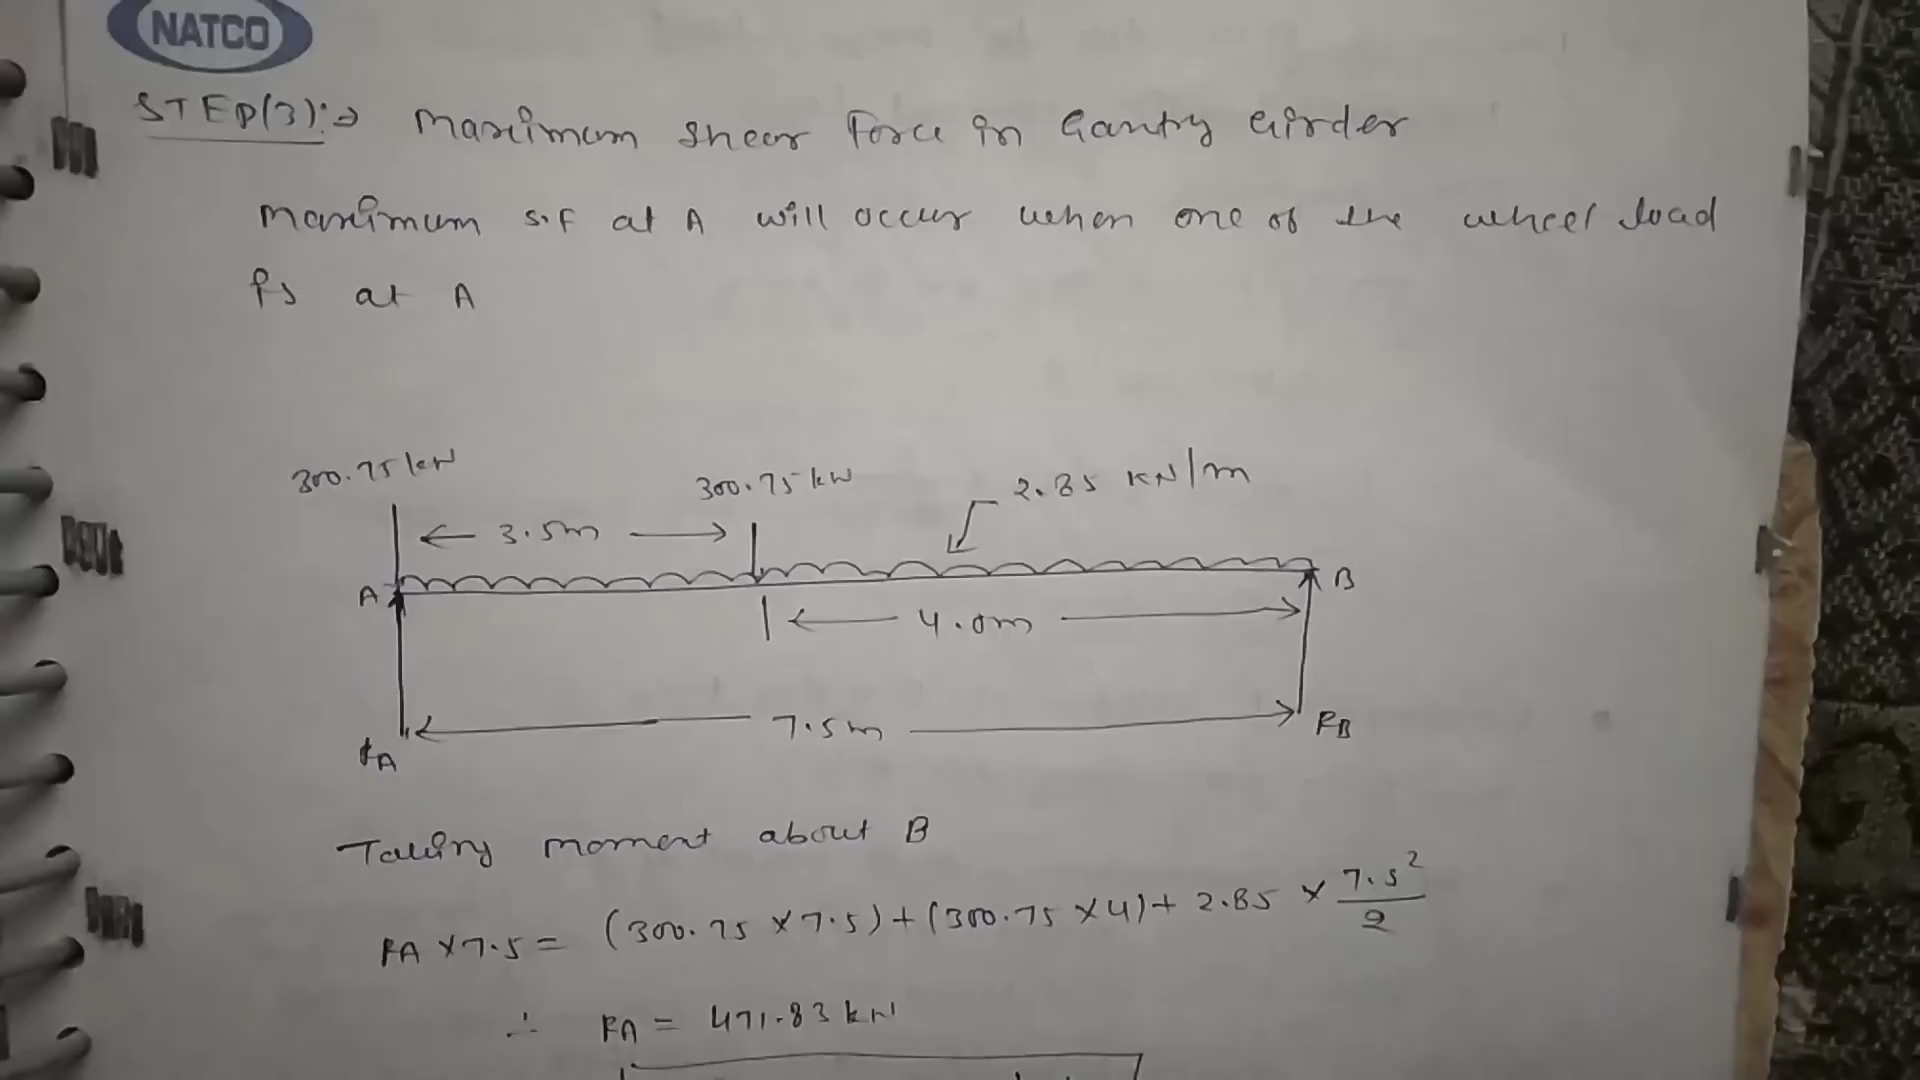 NATCO
STEP(3):→ Maximum shear Force in Gantry Girder
Maximum S.F at A will occur when one of the wheel load
is at A
300.75 kN 300.75 kN 2.85 KN/m
3.5m
A B
4.0m
7.5m
RA RB
Taking moment about B
RA × 7.5 = (300.75 × 7.5) + (300.75 × 4) + 2.85 × 7.5² / 2
∴ RA = 471.83 kN